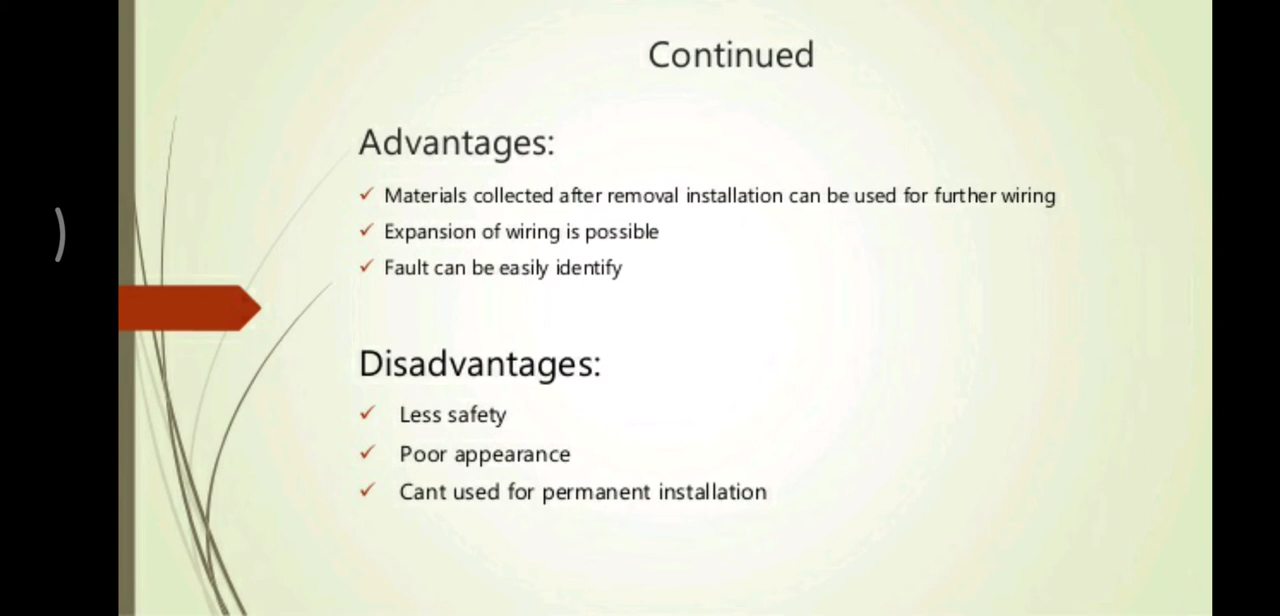 Continued
Advantages:
Materials collected after removal installation can be used for further wiring
Expansion of wiring is possible
Fault can be easily identify
Disadvantages:
Less safety
Poor appearance
Cant used for permanent installation